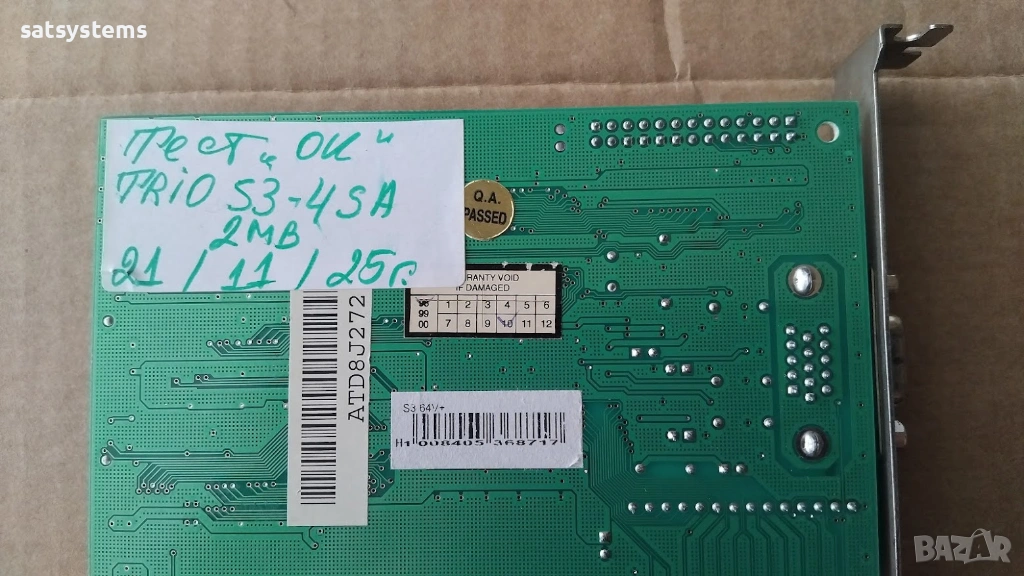 satsystems
Тест „ОК"
TRiO S3-4SA
2MB
21/11/25г.
Q.A.
PASSED
RANTY VOID
IF DAMAGED
98 1 2 3 4 5 6
99
00 7 8 9 10 11 12
ATD8J272
S3 64V+
H1 008405 368717
BAZAR